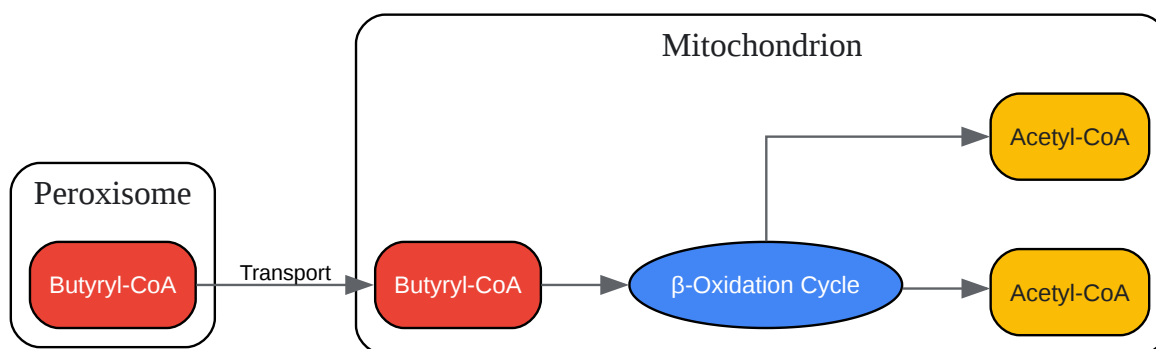 Mitochondrion
Acetyl-CoA
Peroxisome
Butyryl-CoA
Transport
Butyryl-CoA
β-Oxidation Cycle
Acetyl-CoA